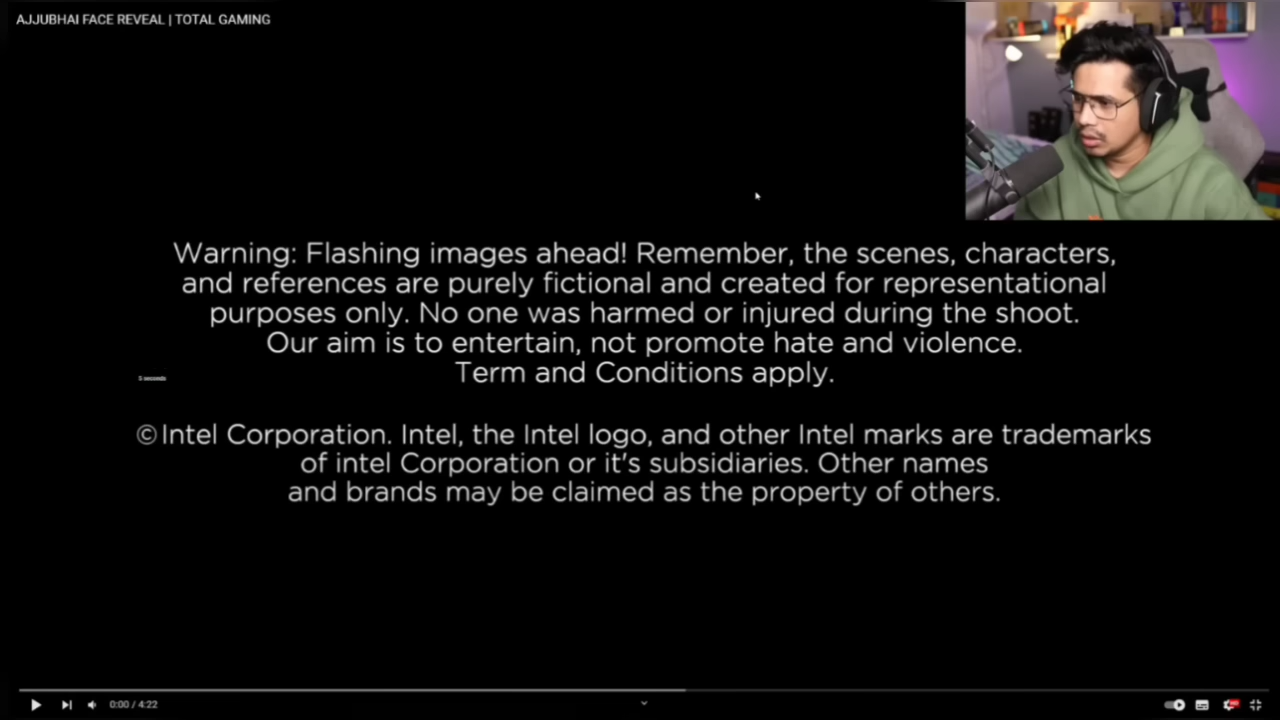 AJJUBHAI FACE REVEAL | TOTAL GAMING
Warning: Flashing images ahead! Remember, the scenes, characters,
and references are purely fictional and created for representational
purposes only. No one was harmed or injured during the shoot.
Our aim is to entertain, not promote hate and violence.
5 seconds
Term and Conditions apply.
©Intel Corporation. Intel, the Intel logo, and other Intel marks are trademarks
of intel Corporation or it's subsidiaries. Other names
and brands may be claimed as the property of others.
0:00 / 4:22